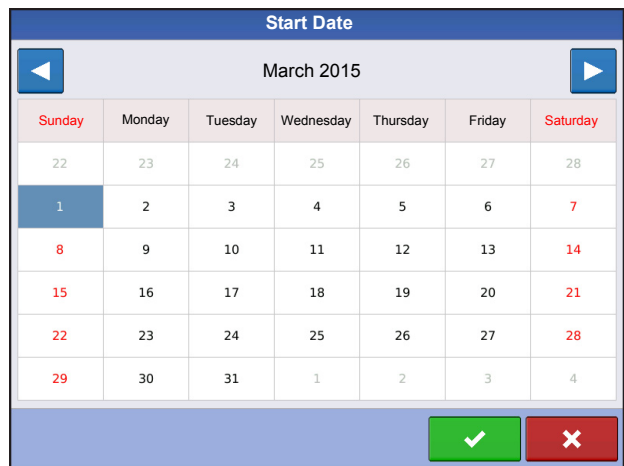 Start Date
March 2015
Sunday Monday Tuesday Wednesday Thursday Friday Saturday
22 23 24 25 26 27 28
1 2 3 4 5 6 7
8 9 10 11 12 13 14
15 16 17 18 19 20 21
22 23 24 25 26 27 28
29 30 31 1 2 3 4